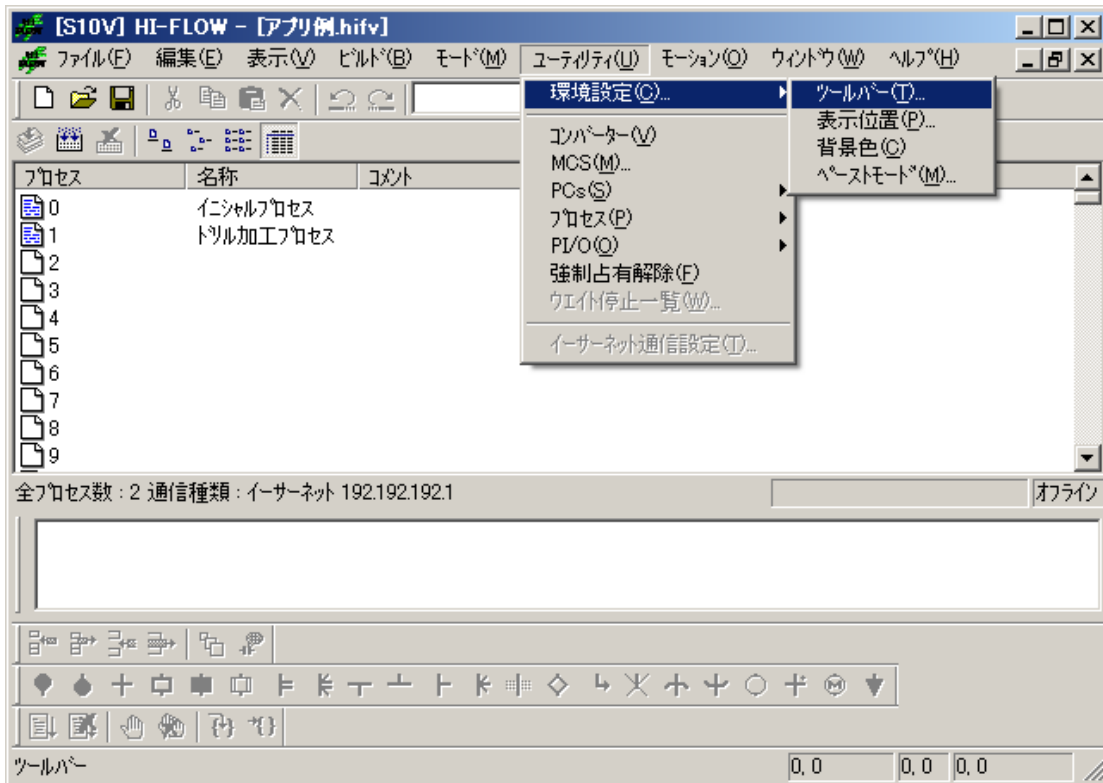 [S10V] HI-FLOW - [アプリ例.hifv]
ファイル(F) 編集(E) 表示(V) ビルド(B) モード(M) ユーティリティ(U) モーション(O) ウィンドウ(W) ヘルプ(H)
環境設定(C)...
ツールバー(T)...
表示位置(P)...
背景色(C)
ペーストモード(M)...
コンバーター(V)
MCS(M)...
PCs(S)
プロセス(P)
PI/O(O)
強制占有解除(F)
ウエイト停止一覧(W)...
イーサーネット通信設定(T)...
プロセス 名称 コメント
0 イニシャルプロセス
1 ドリル加工プロセス
2
3
4
5
6
7
8
9
全プロセス数 : 2 通信種類 : イーサーネット 192.192.192.1 オフライン
ツールバー 0, 0 0, 0 0, 0